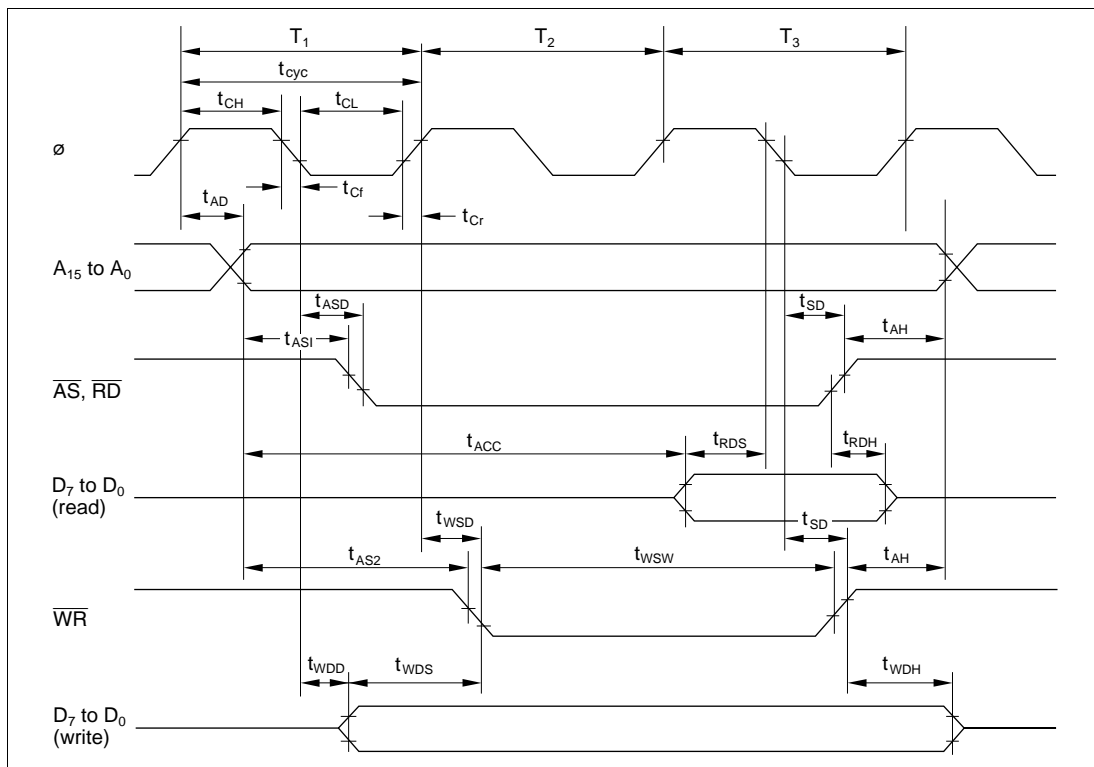 T1 T2 T3
tcyc
tCH tCL
ø
tCf
tAD tCr
A15 to A0
tASD tSD
tASI tAH
AS, RD
tACC tRDS tRDH
D7 to D0
(read)
tWSD tSD
tAS2 tWSW tAH
WR
tWDD tWDS tWDH
D7 to D0
(write)